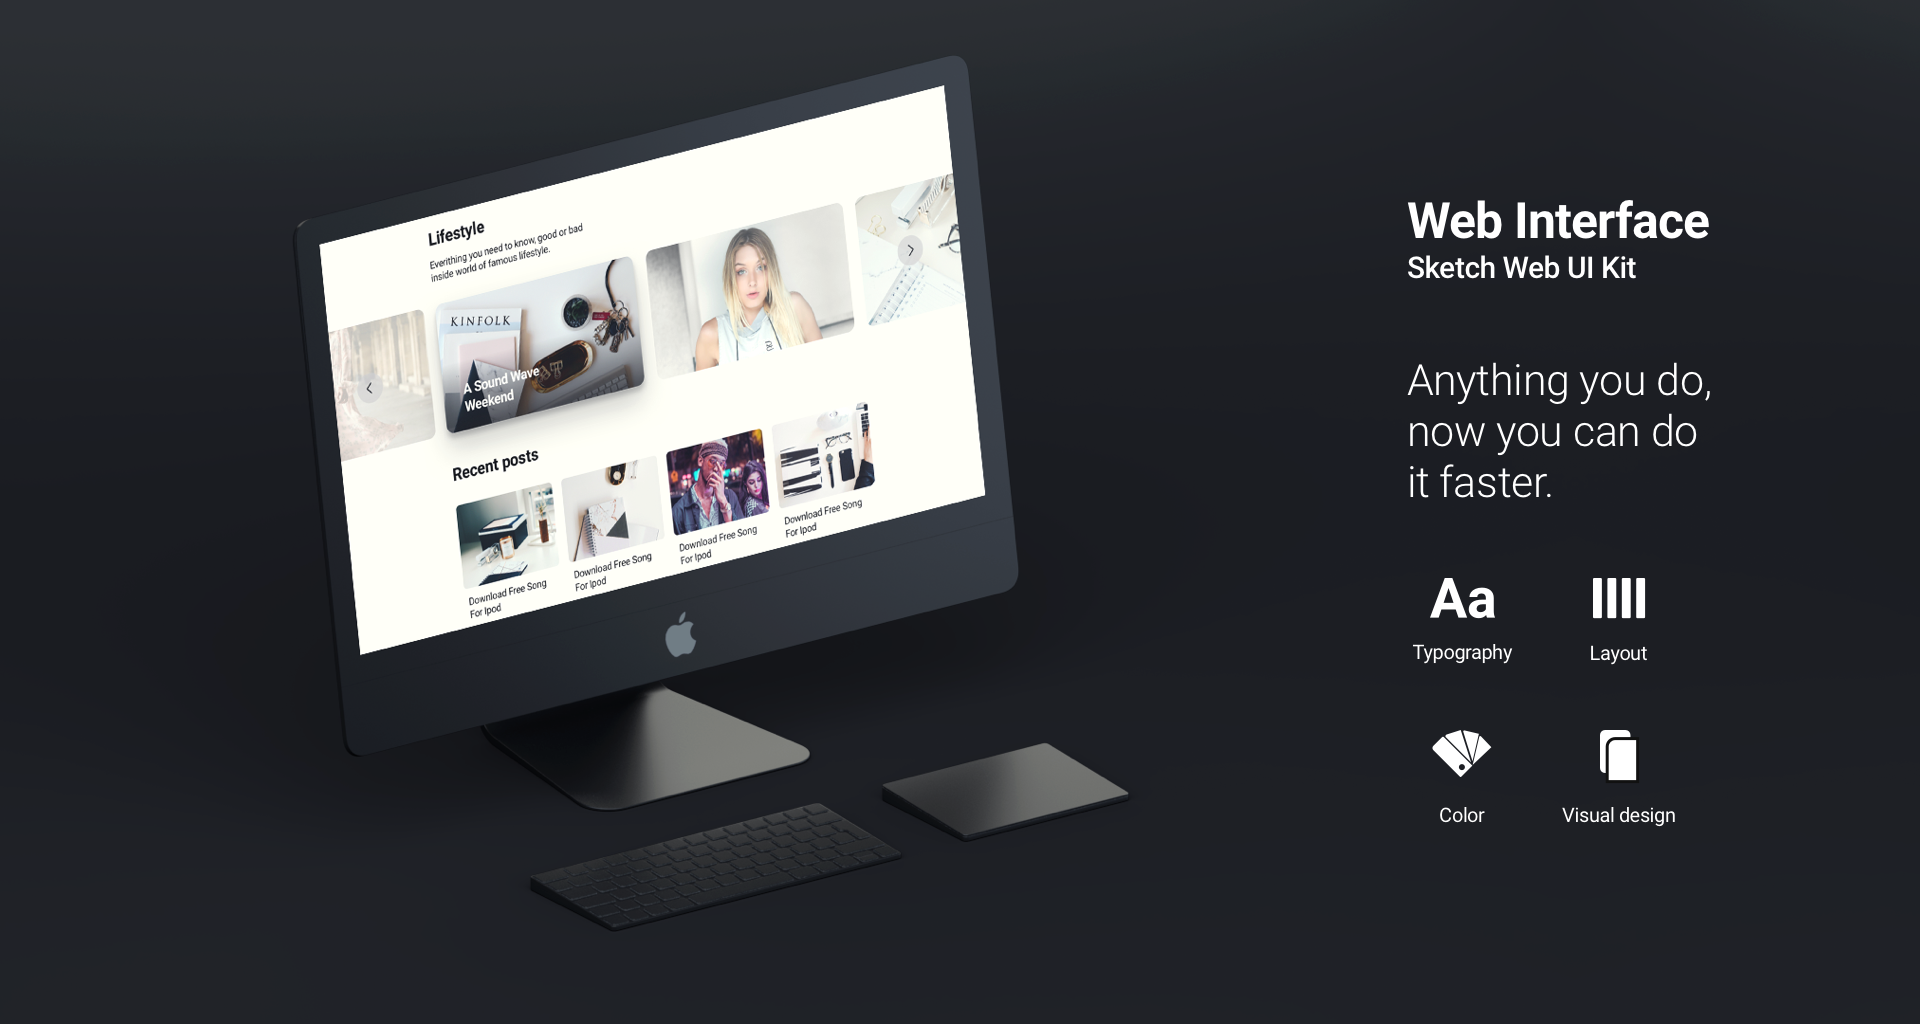 Lifestyle
Everithing you need to know, good or bad
inside world of famous lifestyle.
KINFOLK
A Sound Wave
Weekend
Recent posts
Download Free Song
For Ipod
Download Free Song
For Ipod
Download Free Song
For Ipod
Download Free Song
For Ipod
Web Interface
Sketch Web UI Kit
Anything you do,
now you can do
it faster.
Aa
Typography
Layout
Color
Visual design